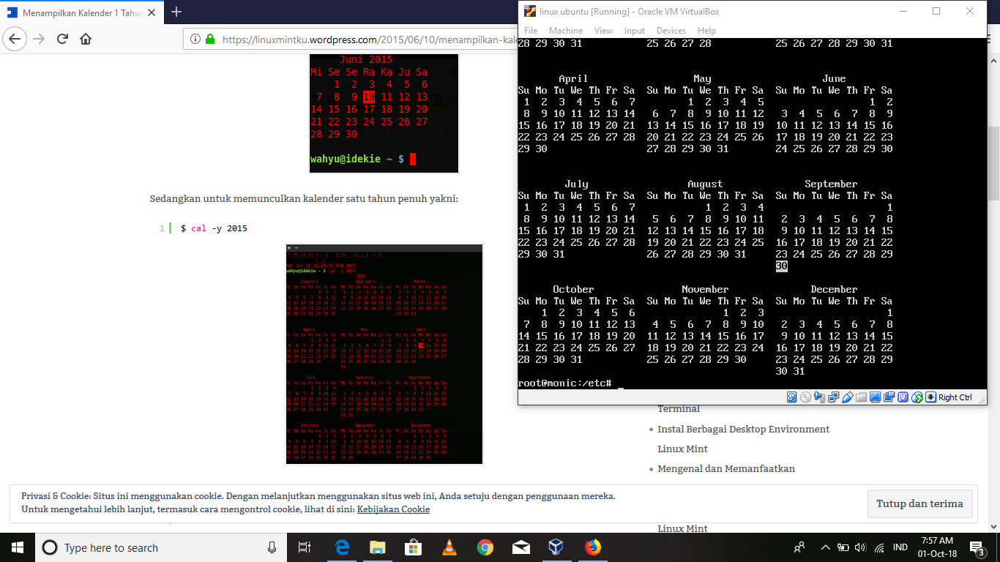 Menampilkan Kalender 1 Tahun
https://linuxmintku.wordpress.com/2015/06/10/menampilkan-kale
Juni 2015
Mi Se Se Ra Ka Ju Sa
1 2 3 4 5 6
7 8 9 10 11 12 13
14 15 16 17 18 19 20
21 22 23 24 25 26 27
28 29 30
wahyu@idekie ~ $
Sedangkan untuk memunculkan kalender satu tahun penuh yakni:
1 $ cal -y 2015
wahyu@idekie ~ $ cal -y 2015
2015
Januari Februari Maret
April Mei Juni
Juli Agustus September
Oktober November Desember
linux ubuntu [Running] - Oracle VM VirtualBox
File Machine View Input Devices Help
28 29 30 31 25 26 27 28 25 26 27 28 29 30 31
April May June
Su Mo Tu We Th Fr Sa Su Mo Tu We Th Fr Sa Su Mo Tu We Th Fr Sa
1 2 3 4 5 6 7 1 2 3 4 5 1 2
8 9 10 11 12 13 14 6 7 8 9 10 11 12 3 4 5 6 7 8 9
15 16 17 18 19 20 21 13 14 15 16 17 18 19 10 11 12 13 14 15 16
22 23 24 25 26 27 28 20 21 22 23 24 25 26 17 18 19 20 21 22 23
29 30 27 28 29 30 31 24 25 26 27 28 29 30
July August September
Su Mo Tu We Th Fr Sa Su Mo Tu We Th Fr Sa Su Mo Tu We Th Fr Sa
1 2 3 4 5 6 7 1 2 3 4 1
8 9 10 11 12 13 14 5 6 7 8 9 10 11 2 3 4 5 6 7 8
15 16 17 18 19 20 21 12 13 14 15 16 17 18 9 10 11 12 13 14 15
22 23 24 25 26 27 28 19 20 21 22 23 24 25 16 17 18 19 20 21 22
29 30 31 26 27 28 29 30 31 23 24 25 26 27 28 29
30
October November December
Su Mo Tu We Th Fr Sa Su Mo Tu We Th Fr Sa Su Mo Tu We Th Fr Sa
1 2 3 4 5 6 1 2 3 1
7 8 9 10 11 12 13 4 5 6 7 8 9 10 2 3 4 5 6 7 8
14 15 16 17 18 19 20 11 12 13 14 15 16 17 9 10 11 12 13 14 15
21 22 23 24 25 26 27 18 19 20 21 22 23 24 16 17 18 19 20 21 22
28 29 30 31 25 26 27 28 29 30 23 24 25 26 27 28 29
30 31
root@monic:/etc# _
Right Ctrl
Terminal
Instal Berbagai Desktop Environment
Linux Mint
Mengenal dan Memanfaatkan
Linux Mint
Privasi & Cookie: Situs ini menggunakan cookie. Dengan melanjutkan menggunakan situs web ini, Anda setuju dengan penggunaan mereka.
Untuk mengetahui lebih lanjut, termasuk cara mengontrol cookie, lihat di sini: Kebijakan Cookie
Tutup dan terima
Type here to search
IND
7:57 AM
01-Oct-18
3